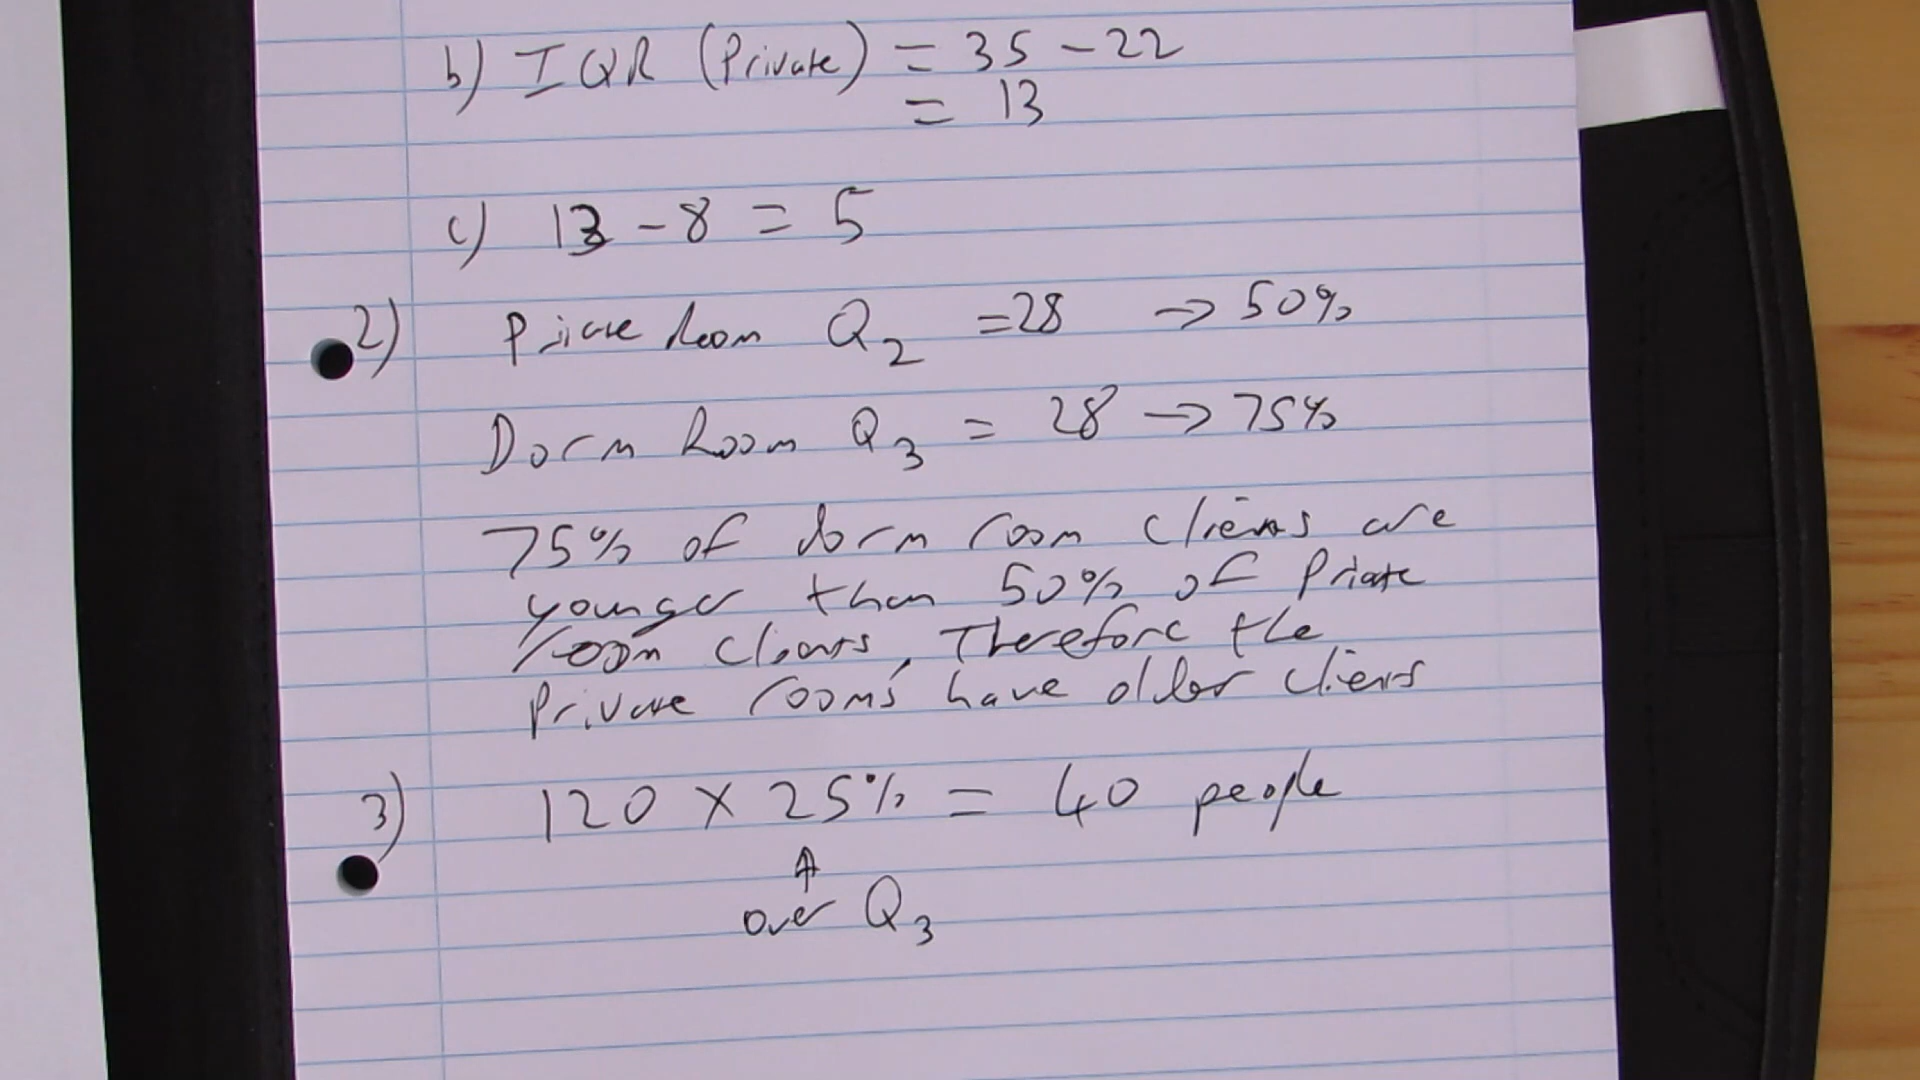 b) IQR (Private) = 35 - 22
= 13
c) 13 - 8 = 5
2) Private Room Q2 = 28 → 50%
Dorm Room Q3 = 28 → 75%
75% of dorm room clients are
younger than 50% of Private
room clients, Therefore the
Private rooms have older clients
3) 120 x 25% = 40 people
↑
over Q3